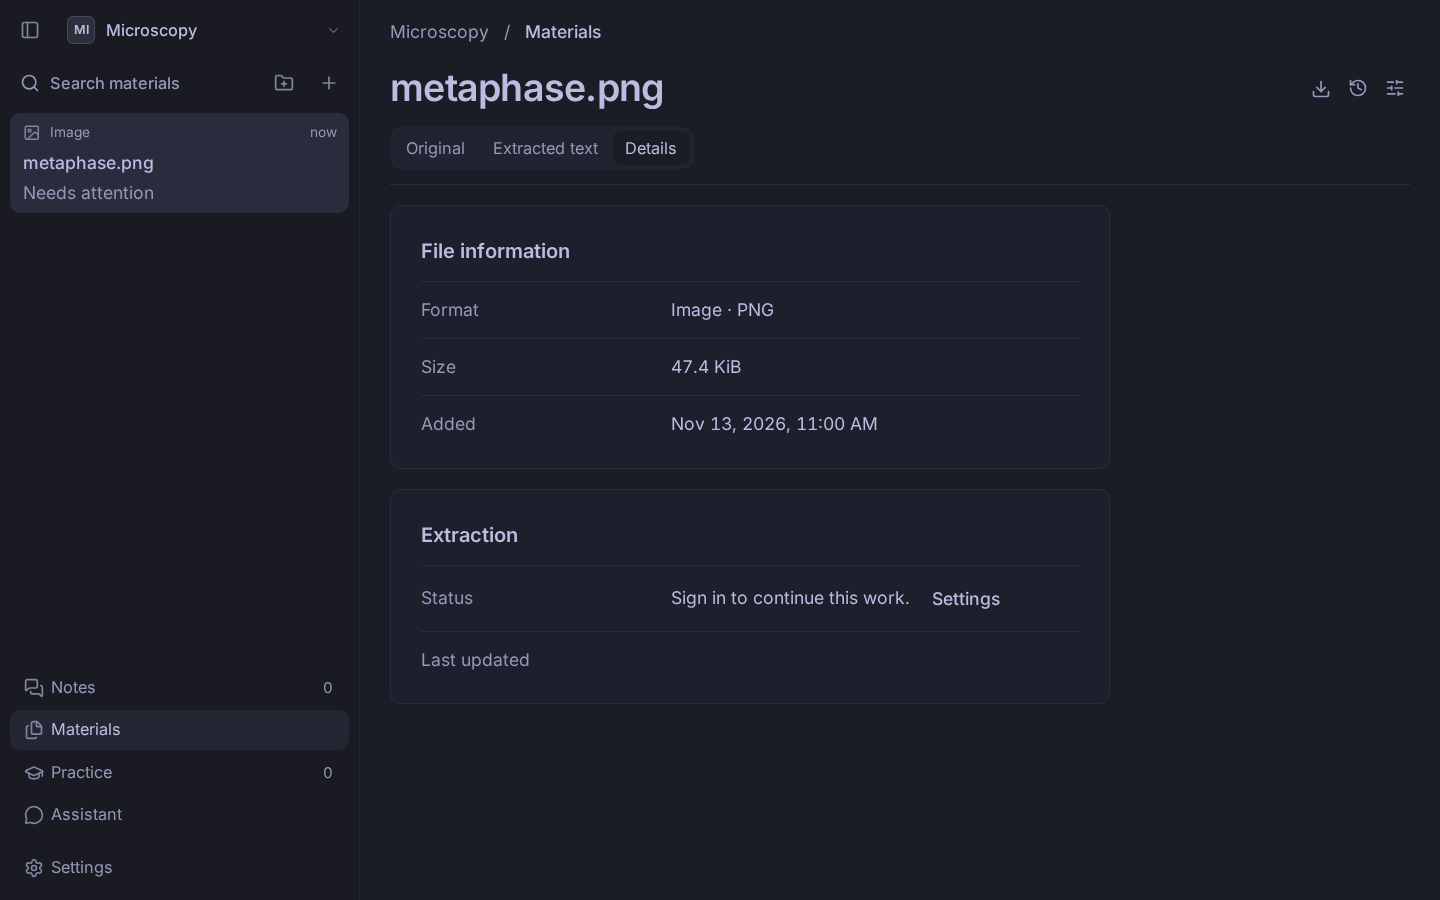 MI Microscopy
Search materials
Image now
metaphase.png
Needs attention
Notes 0
Materials
Practice 0
Assistant
Settings
Microscopy / Materials
metaphase.png
Original Extracted text Details
File information
Format Image · PNG
Size 47.4 KiB
Added Nov 13, 2026, 11:00 AM
Extraction
Status Sign in to continue this work. Settings
Last updated